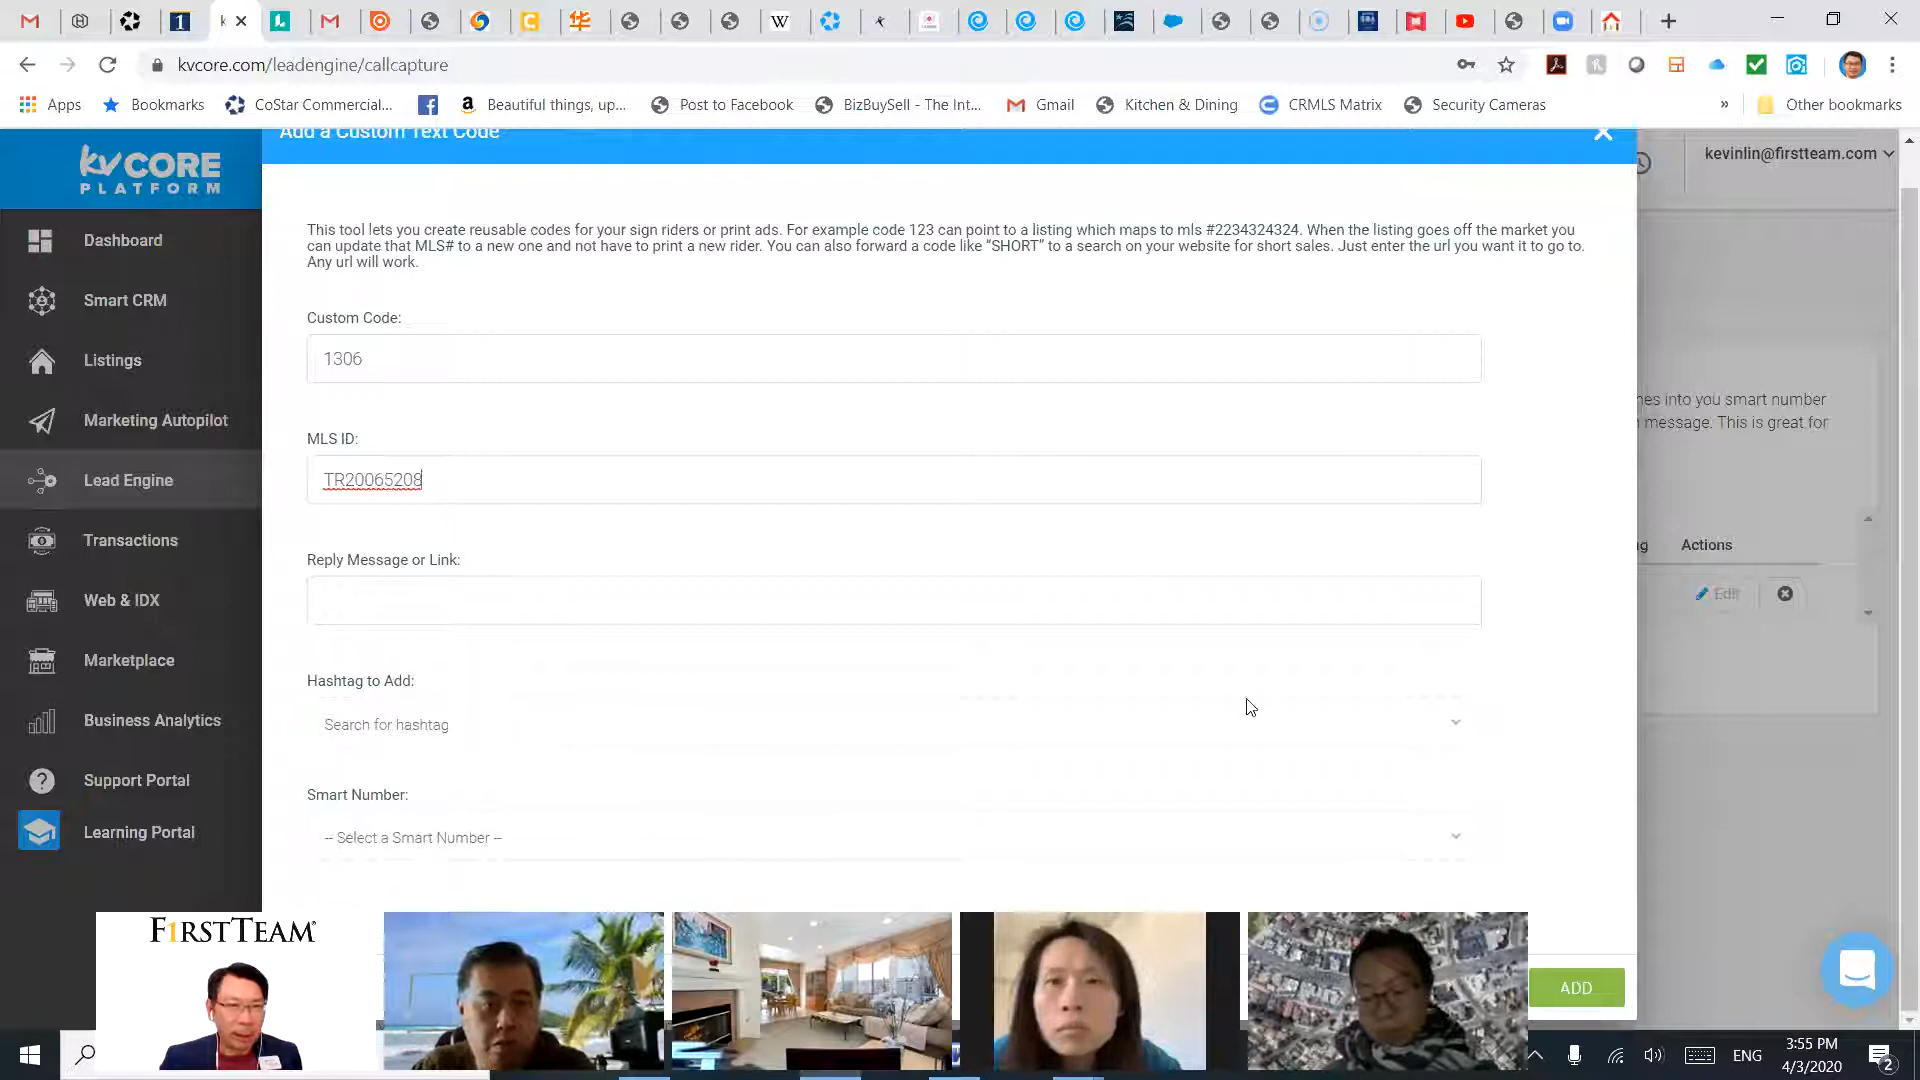 kvcore.com/leadengine/callcapture
Apps
Bookmarks
CoStar Commercial...
Beautiful things, up...
Post to Facebook
BizBuySell - The Int...
Gmail
Kitchen & Dining
CRMLS Matrix
Security Cameras
»
Other bookmarks
kvCORE
PLATFORM
Add a Custom Text Code
kevinlin@firstteam.com
Dashboard
Smart CRM
Listings
Marketing Autopilot
Lead Engine
Transactions
Web & IDX
Marketplace
Business Analytics
Support Portal
Learning Portal
This tool lets you create reusable codes for your sign riders or print ads. For example code 123 can point to a listing which maps to mls #2234324324. When the listing goes off the market you
can update that MLS# to a new one and not have to print a new rider. You can also forward a code like “SHORT” to a search on your website for short sales. Just enter the url you want it to go to.
Any url will work.
Custom Code:
1306
MLS ID:
TR20065208
Reply Message or Link:
Hashtag to Add:
Search for hashtag
Smart Number:
-- Select a Smart Number --
into you smart number
message. This is great for
Actions
Edit
FIRSTTEAM®
ADD
ENG
3:55 PM
4/3/2020
2